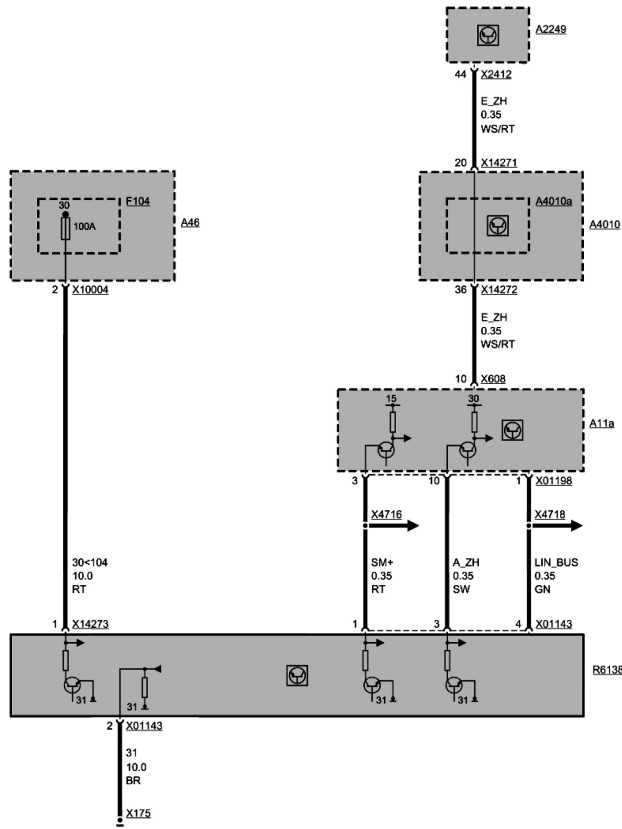 A2249
44 X2412
E_ZH
0.35
WS/RT
20 X14271
F104
30
100A
A46
A4010a
A4010
2 X10004
36 X14272
E_ZH
0.35
WS/RT
10 X608
15
30
A11a
3
10
1 X01198
X4716
X4718
30<104
10.0
RT
SM+
0.35
RT
A_ZH
0.35
SW
LIN_BUS
0.35
GN
1 X14273
1
3
4 X01143
R6138
31
31
31
31
2 X01143
31
10.0
BR
X175